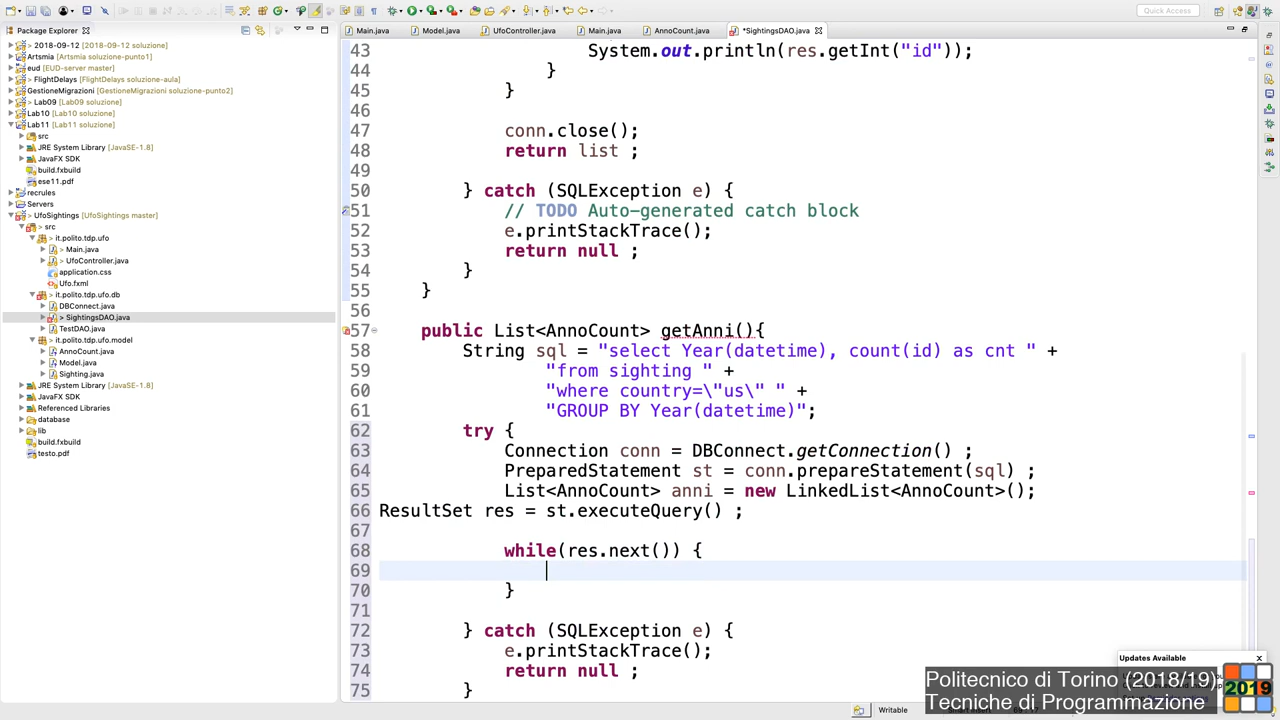 Quick Access
Package Explorer
Main.java
Model.java
UfoController.java
Main.java
AnnoCount.java
*SightingsDAO.java
> 2018-09-12 [2018-09-12 soluzione]
Artsmia [Artsmia soluzione-punto1]
eud [EUD-server master]
> FlightDelays [FlightDelays soluzione-aula]
GestioneMigrazioni [GestioneMigrazioni soluzione-punto2]
> Lab09 [Lab09 soluzione]
Lab10 [Lab10 soluzione]
Lab11 [Lab11 soluzione]
src
JRE System Library [JavaSE-1.8]
JavaFX SDK
build.fxbuild
ese11.pdf
recrules
Servers
UfoSightings [UfoSightings master]
> src
> it.polito.tdp.ufo
> Main.java
> UfoController.java
application.css
Ufo.fxml
> it.polito.tdp.ufo.db
DBConnect.java
> SightingsDAO.java
TestDAO.java
> it.polito.tdp.ufo.model
AnnoCount.java
Model.java
Sighting.java
JRE System Library [JavaSE-1.8]
JavaFX SDK
Referenced Libraries
database
lib
build.fxbuild
testo.pdf
43 System.out.println(res.getInt("id"));
44 }
45 }
46
47 conn.close();
48 return list ;
49
50 } catch (SQLException e) {
51 // TODO Auto-generated catch block
52 e.printStackTrace();
53 return null ;
54 }
55 }
56
57 public List<AnnoCount> getAnni(){
58 String sql = "select Year(datetime), count(id) as cnt " +
59 "from sighting " +
60 "where country=\"us\" " +
61 "GROUP BY Year(datetime)";
62 try {
63 Connection conn = DBConnect.getConnection() ;
64 PreparedStatement st = conn.prepareStatement(sql) ;
65 List<AnnoCount> anni = new LinkedList<AnnoCount>();
66 ResultSet res = st.executeQuery() ;
67
68 while(res.next()) {
69
70 }
71
72 } catch (SQLException e) {
73 e.printStackTrace();
74 return null ;
75 }
Updates Available
Politecnico di Torino (2018/19)
Tecniche di Programmazione
2019
Writable